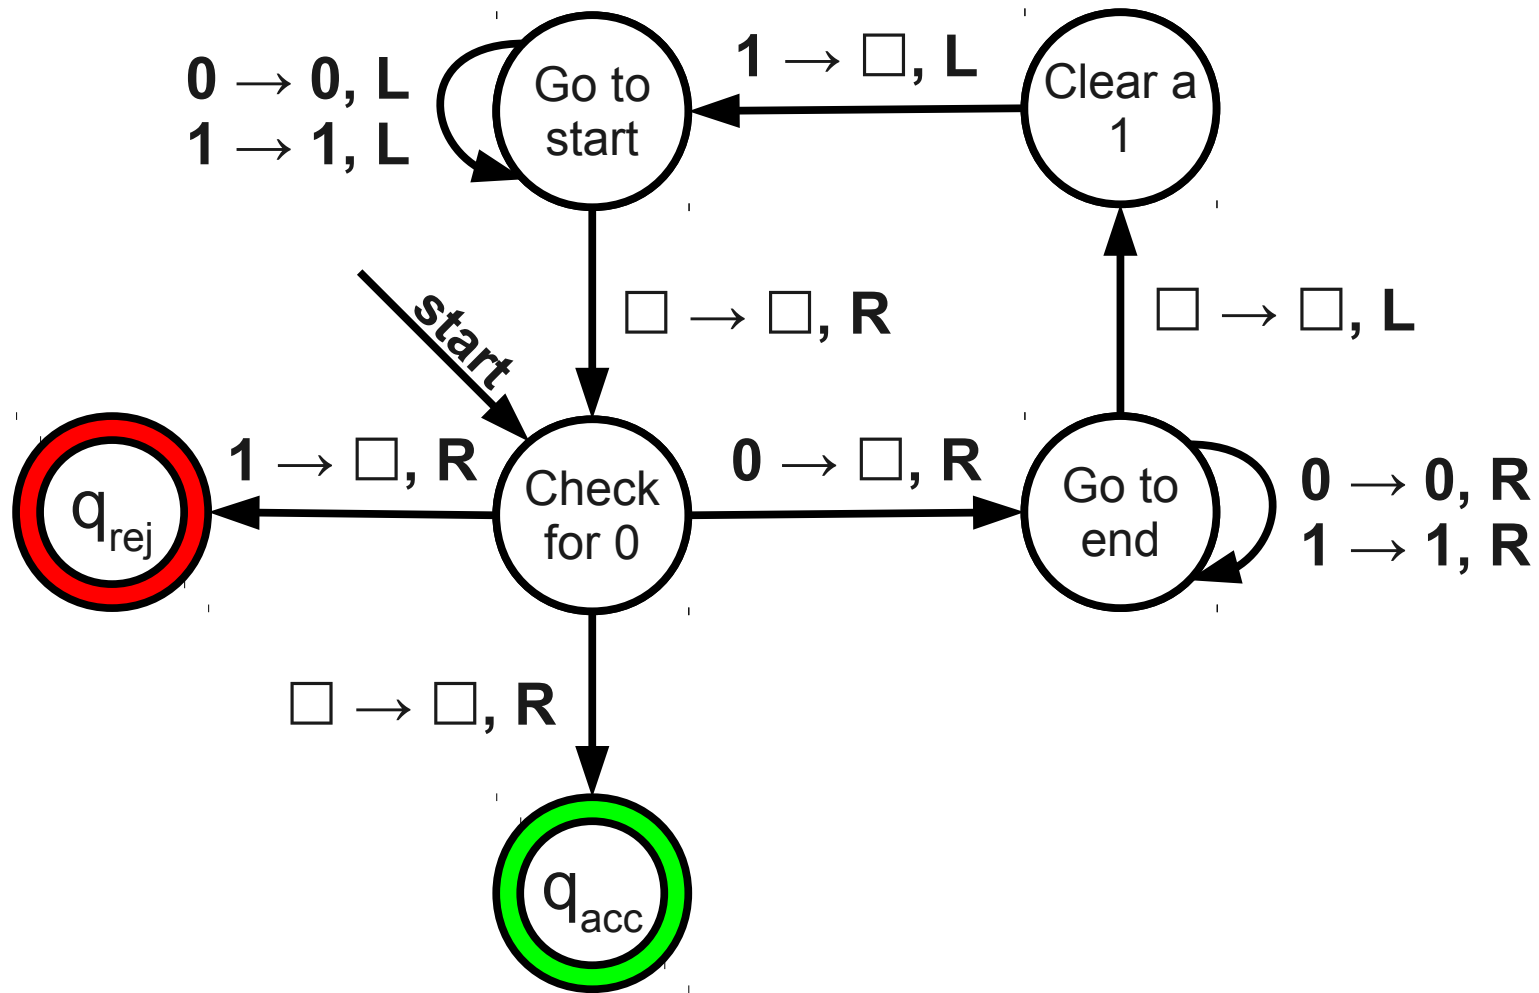 0 → 0, L
1 → 1, L
Go to
start
1 → □, L
Clear a
1
start
□ → □, R
□ → □, L
q_rej
1 → □, R
Check
for 0
0 → □, R
Go to
end
0 → 0, R
1 → 1, R
□ → □, R
q_acc